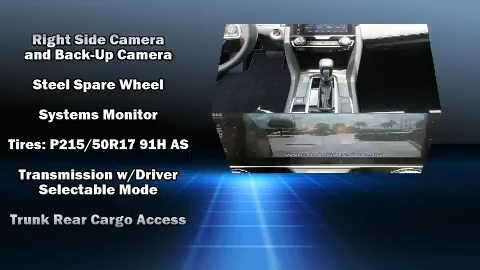 Right Side Camera
and Back-Up Camera
Steel Spare Wheel
Systems Monitor
Tires: P215/50R17 91H AS
Transmission w/Driver
Selectable Mode
Trunk Rear Cargo Access